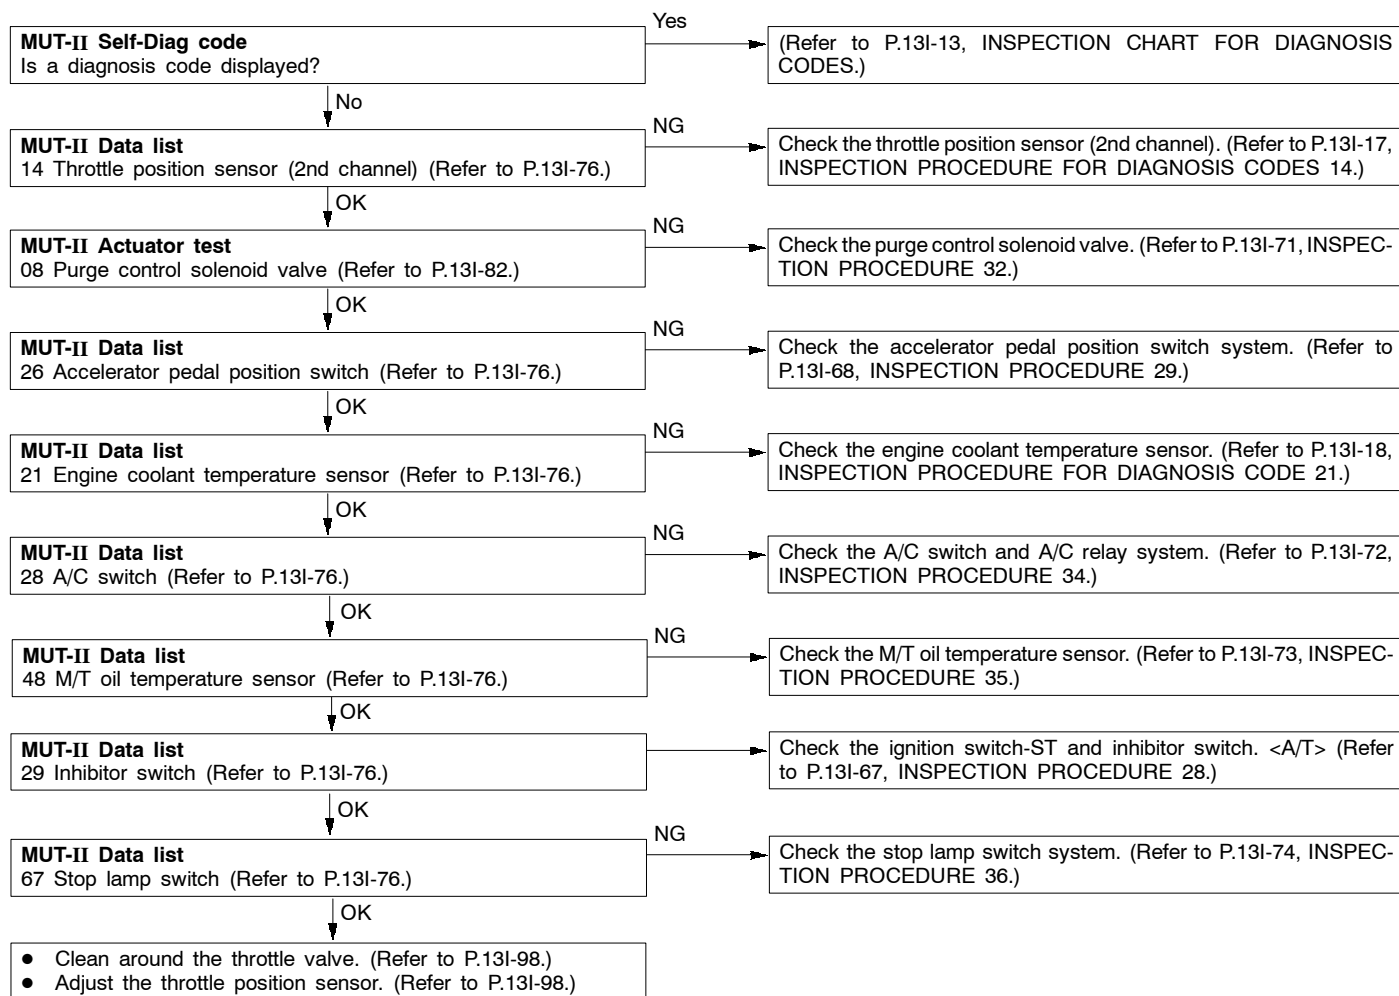 MUT-II Self-Diag code
Is a diagnosis code displayed?
Yes
(Refer to P.13I-13, INSPECTION CHART FOR DIAGNOSIS
CODES.)
No
MUT-II Data list
14 Throttle position sensor (2nd channel) (Refer to P.13I-76.)
NG
Check the throttle position sensor (2nd channel). (Refer to P.13I-17,
INSPECTION PROCEDURE FOR DIAGNOSIS CODES 14.)
OK
MUT-II Actuator test
08 Purge control solenoid valve (Refer to P.13I-82.)
NG
Check the purge control solenoid valve. (Refer to P.13I-71, INSPEC-
TION PROCEDURE 32.)
OK
MUT-II Data list
26 Accelerator pedal position switch (Refer to P.13I-76.)
NG
Check the accelerator pedal position switch system. (Refer to
P.13I-68, INSPECTION PROCEDURE 29.)
OK
MUT-II Data list
21 Engine coolant temperature sensor (Refer to P.13I-76.)
NG
Check the engine coolant temperature sensor. (Refer to P.13I-18,
INSPECTION PROCEDURE FOR DIAGNOSIS CODE 21.)
OK
MUT-II Data list
28 A/C switch (Refer to P.13I-76.)
NG
Check the A/C switch and A/C relay system. (Refer to P.13I-72,
INSPECTION PROCEDURE 34.)
OK
MUT-II Data list
48 M/T oil temperature sensor (Refer to P.13I-76.)
NG
Check the M/T oil temperature sensor. (Refer to P.13I-73, INSPEC-
TION PROCEDURE 35.)
OK
MUT-II Data list
29 Inhibitor switch (Refer to P.13I-76.)
Check the ignition switch-ST and inhibitor switch. <A/T> (Refer
to P.13I-67, INSPECTION PROCEDURE 28.)
OK
MUT-II Data list
67 Stop lamp switch (Refer to P.13I-76.)
NG
Check the stop lamp switch system. (Refer to P.13I-74, INSPEC-
TION PROCEDURE 36.)
OK
● Clean around the throttle valve. (Refer to P.13I-98.)
● Adjust the throttle position sensor. (Refer to P.13I-98.)